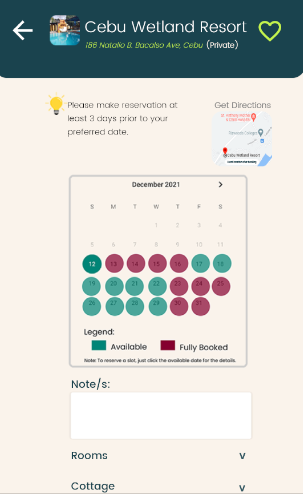 Cebu Wetland Resort
186 Natalio B. Bacalso Ave, Cebu (Private)
Please make reservation at
least 3 days prior to your
preferred date.
Get Directions
Cebu Wetland Resort
December 2021 >
S M T W T F S
1 2 3 4
5 6 7 8 9 10 11
12 13 14 15 16 17 18
19 20 21 22 23 24 25
26 27 28 29 30 31
Legend:
Available Fully Booked
Note: To reserve a slot, just click the available date for the details.
Note/s:
Rooms v
Cottage v